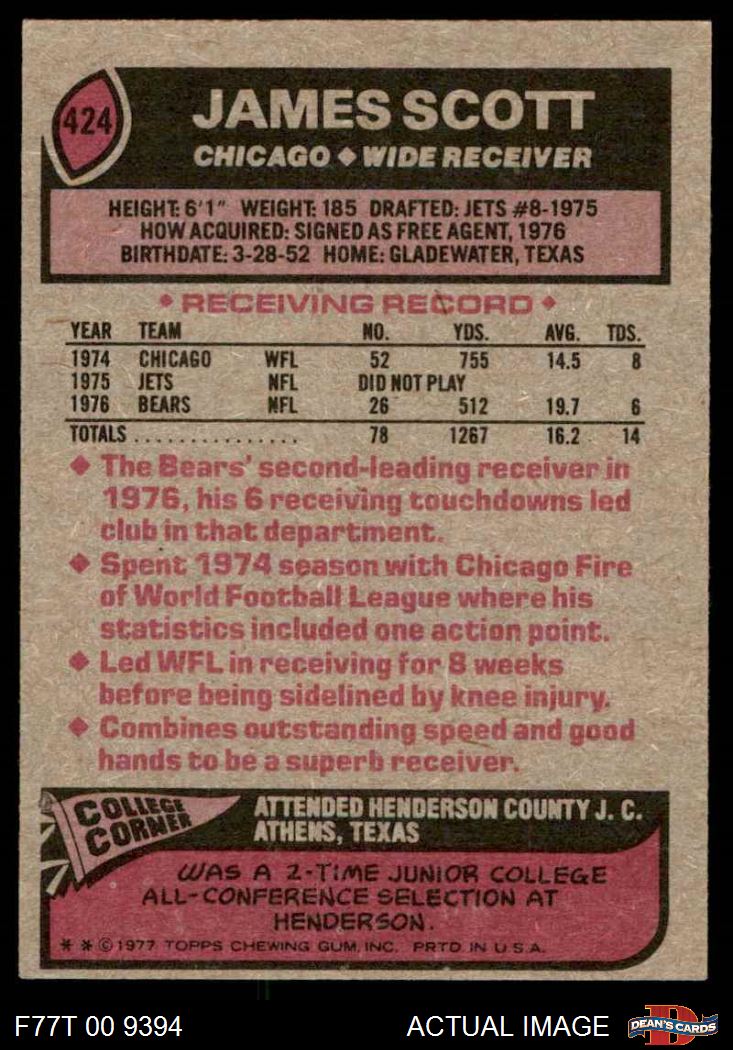 424
JAMES SCOTT
CHICAGO ◆ WIDE RECEIVER
HEIGHT: 6'1" WEIGHT: 185 DRAFTED: JETS #8-1975
HOW ACQUIRED: SIGNED AS FREE AGENT, 1976
BIRTHDATE: 3-28-52 HOME: GLADEWATER, TEXAS
◆ RECEIVING RECORD ◆
YEAR TEAM NO. YDS. AVG. TDS.
1974 CHICAGO WFL 52 755 14.5 8
1975 JETS NFL DID NOT PLAY
1976 BEARS NFL 26 512 19.7 6
TOTALS ................ 78 1267 16.2 14
◆ The Bears' second-leading receiver in
1976, his 6 receiving touchdowns led
club in that department.
◆ Spent 1974 season with Chicago Fire
of World Football League where his
statistics included one action point.
◆ Led WFL in receiving for 8 weeks
before being sidelined by knee injury.
◆ Combines outstanding speed and good
hands to be a superb receiver.
COLLEGE
CORNER
ATTENDED HENDERSON COUNTY J. C.
ATHENS, TEXAS
WAS A 2-TIME JUNIOR COLLEGE
ALL-CONFERENCE SELECTION AT
HENDERSON.
* * © 1977 TOPPS CHEWING GUM, INC. PRTD IN U.S.A.
F77T 00 9394
ACTUAL IMAGE
DEAN'S CARDS